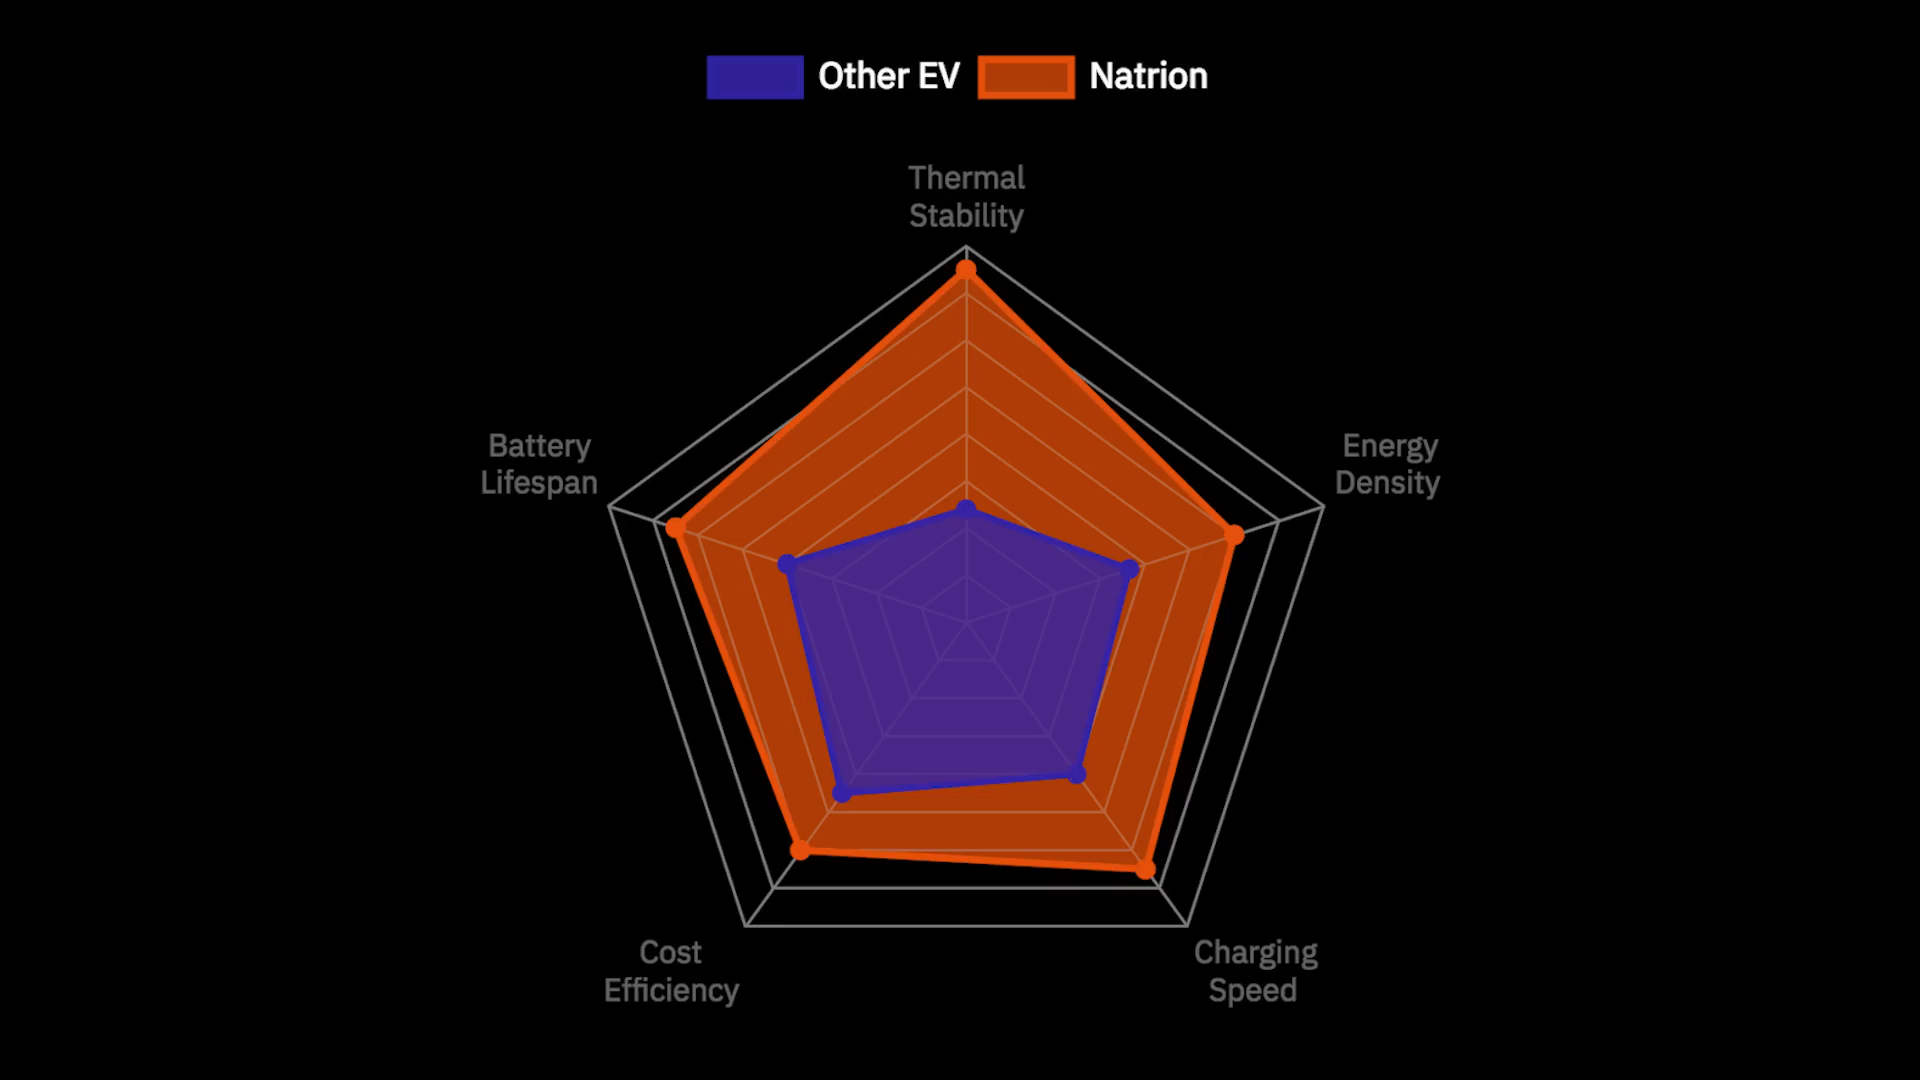 Other EV
Natrion
Thermal
Stability
Battery
Lifespan
Energy
Density
Cost
Efficiency
Charging
Speed